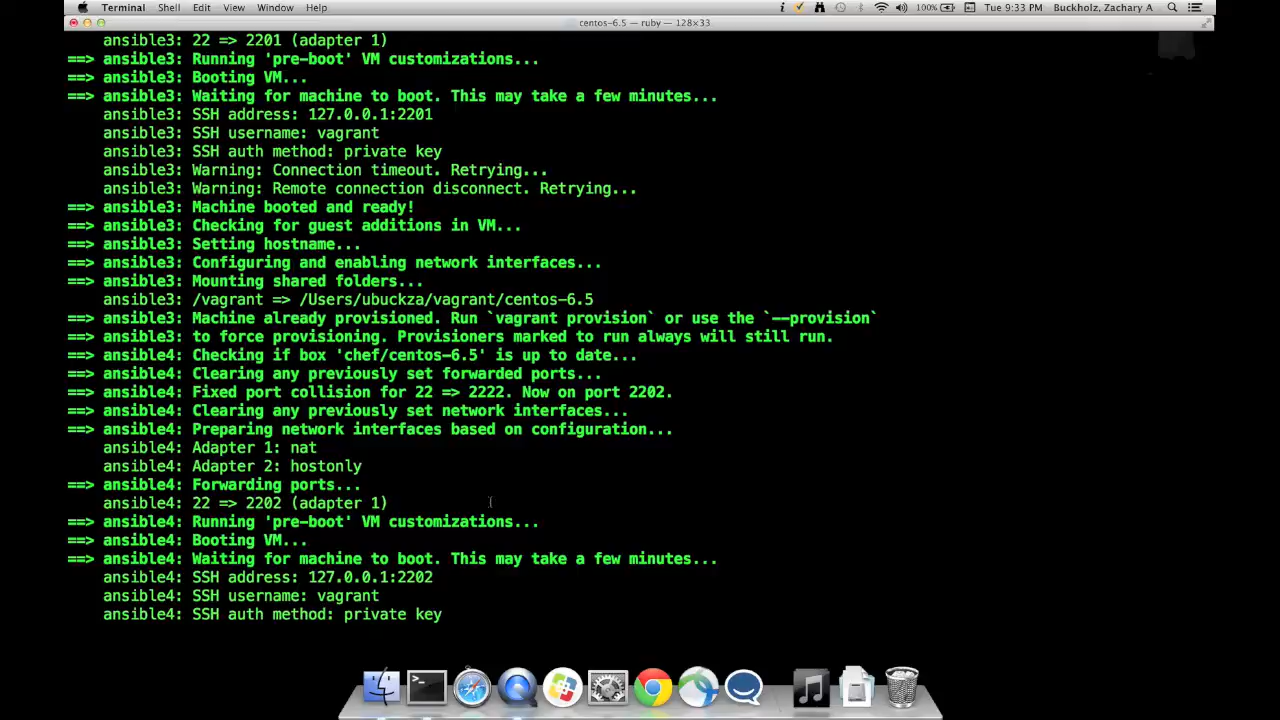 Terminal Shell Edit View Window Help 100% Tue 9:33 PM Buckholz, Zachary A
centos-6.5 — ruby — 128×33
ansible3: 22 => 2201 (adapter 1)
==> ansible3: Running 'pre-boot' VM customizations...
==> ansible3: Booting VM...
==> ansible3: Waiting for machine to boot. This may take a few minutes...
ansible3: SSH address: 127.0.0.1:2201
ansible3: SSH username: vagrant
ansible3: SSH auth method: private key
ansible3: Warning: Connection timeout. Retrying...
ansible3: Warning: Remote connection disconnect. Retrying...
==> ansible3: Machine booted and ready!
==> ansible3: Checking for guest additions in VM...
==> ansible3: Setting hostname...
==> ansible3: Configuring and enabling network interfaces...
==> ansible3: Mounting shared folders...
ansible3: /vagrant => /Users/ubuckza/vagrant/centos-6.5
==> ansible3: Machine already provisioned. Run `vagrant provision` or use the `--provision`
==> ansible3: to force provisioning. Provisioners marked to run always will still run.
==> ansible4: Checking if box 'chef/centos-6.5' is up to date...
==> ansible4: Clearing any previously set forwarded ports...
==> ansible4: Fixed port collision for 22 => 2222. Now on port 2202.
==> ansible4: Clearing any previously set network interfaces...
==> ansible4: Preparing network interfaces based on configuration...
ansible4: Adapter 1: nat
ansible4: Adapter 2: hostonly
==> ansible4: Forwarding ports...
ansible4: 22 => 2202 (adapter 1)
==> ansible4: Running 'pre-boot' VM customizations...
==> ansible4: Booting VM...
==> ansible4: Waiting for machine to boot. This may take a few minutes...
ansible4: SSH address: 127.0.0.1:2202
ansible4: SSH username: vagrant
ansible4: SSH auth method: private key